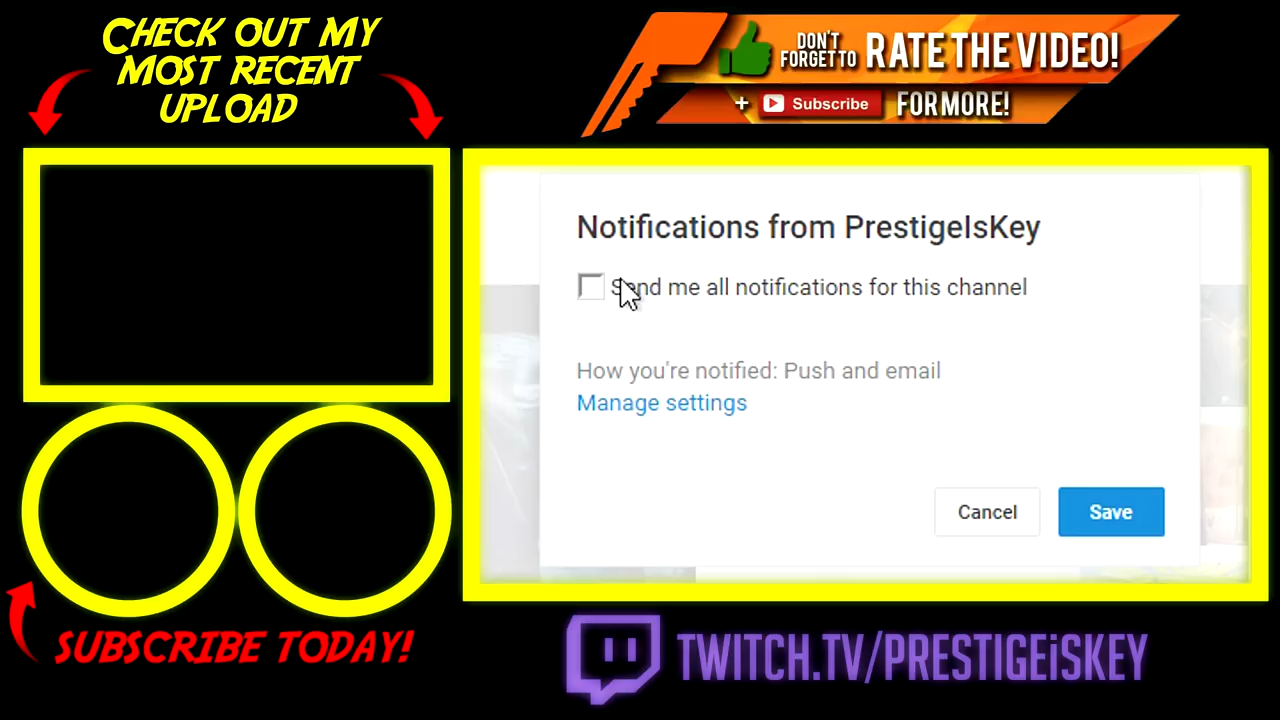 CHECK OUT MY
MOST RECENT
UPLOAD
DON'T
FORGET TO
RATE THE VIDEO!
+ Subscribe FOR MORE!
Notifications from PrestigeIsKey
Send me all notifications for this channel
How you're notified: Push and email
Manage settings
Cancel
Save
SUBSCRIBE TODAY!
TWITCH.TV/PRESTIGEiSKEY